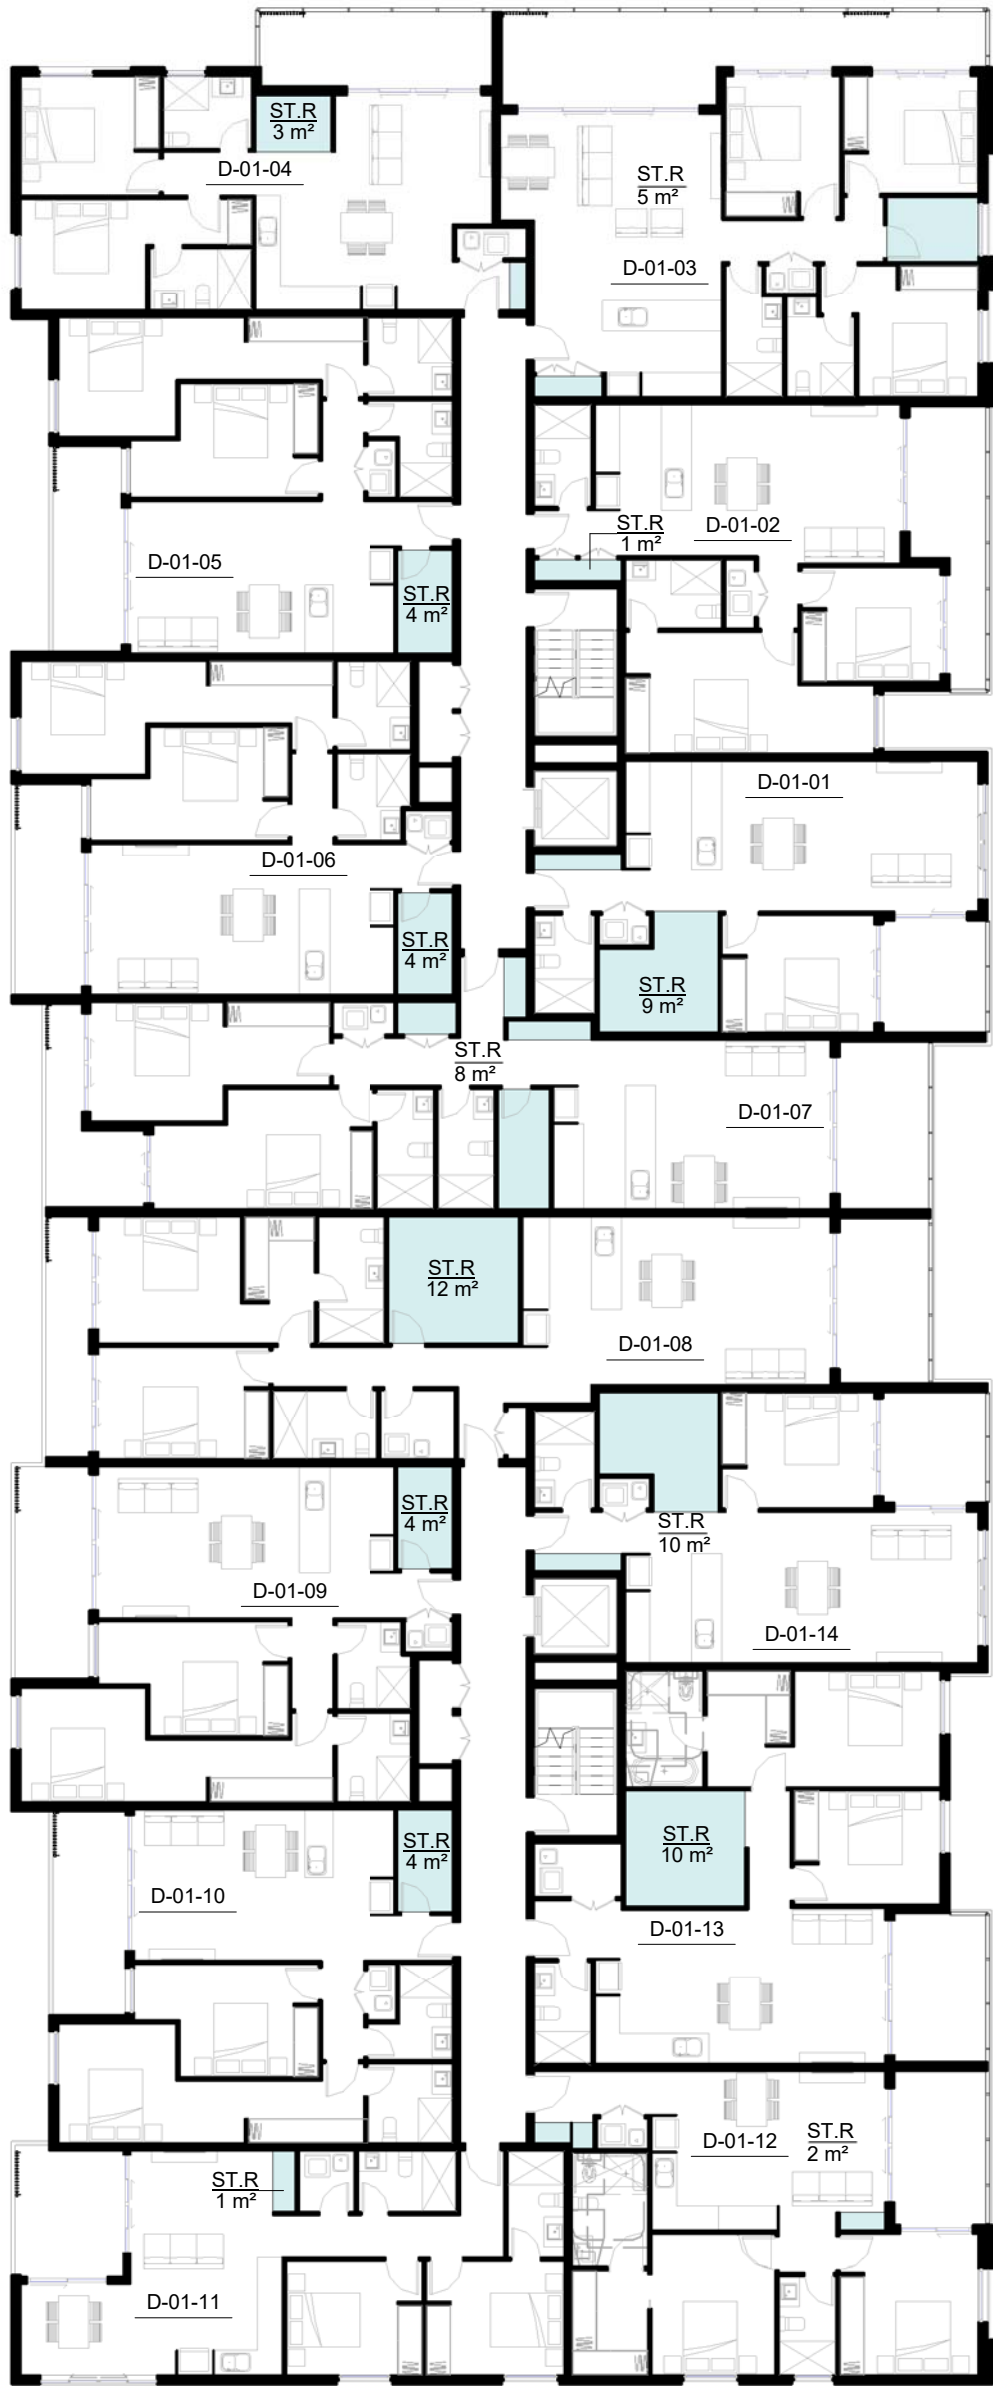 ST.R
3 m²
D-01-04
ST.R
5 m²
D-01-03
ST.R
1 m²
D-01-02
D-01-05
ST.R
4 m²
D-01-01
D-01-06
ST.R
4 m²
ST.R
9 m²
ST.R
8 m²
D-01-07
ST.R
12 m²
D-01-08
ST.R
4 m²
ST.R
10 m²
D-01-09
D-01-14
ST.R
4 m²
ST.R
10 m²
D-01-10
D-01-13
D-01-12
ST.R
2 m²
ST.R
1 m²
D-01-11